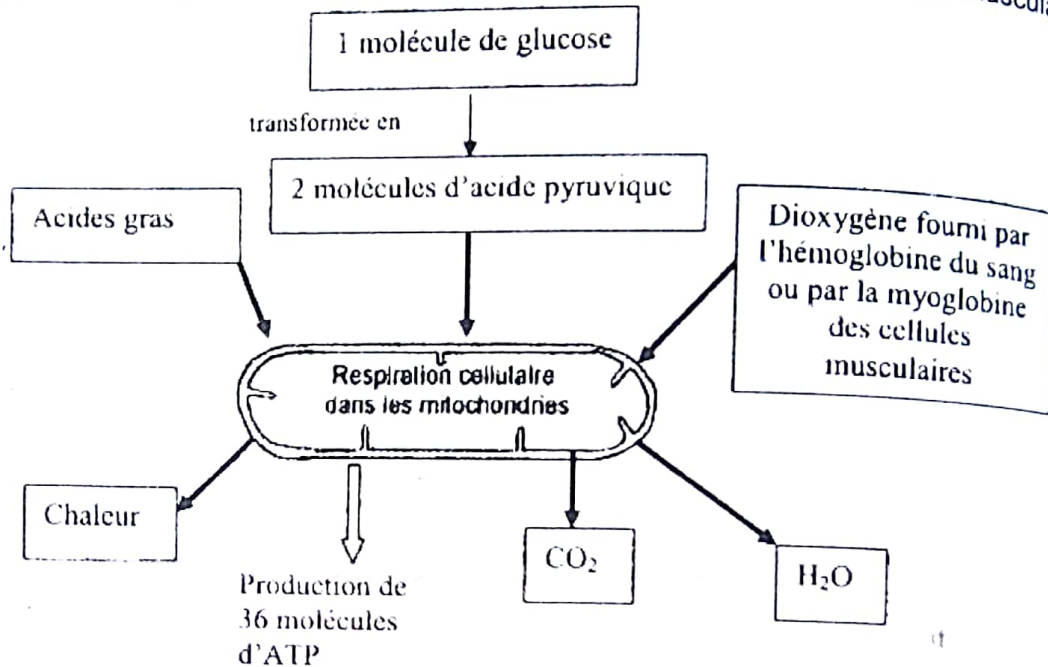 1 molécule de glucose
transformée en
2 molécules d'acide pyruvique
Acides gras
Dioxygène fourni par
l'hémoglobine du sang
ou par la myoglobine
des cellules
musculaires
Respiration cellulaire
dans les mitochondries
Chaleur
Production de
36 molécules
d'ATP
CO₂
H₂O